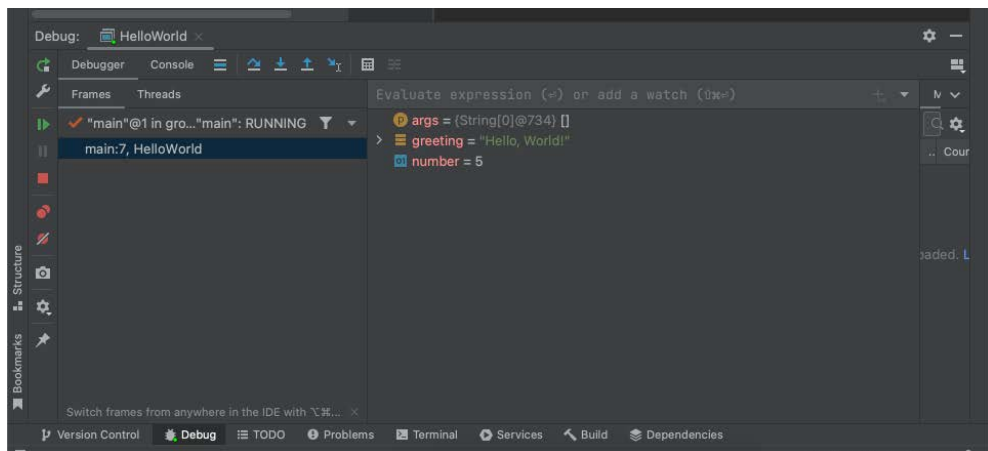 Debug: HelloWorld
Debugger Console
Frames Threads
Evaluate expression (⏎) or add a watch (⇧⌘⏎)
"main"@1 in gro..."main": RUNNING
main:7, HelloWorld
args = {String[0]@734} []
greeting = "Hello, World!"
number = 5
M
.. Cour
oaded. L
Structure
Bookmarks
Switch frames from anywhere in the IDE with ⌥⌘...
Version Control Debug TODO Problems Terminal Services Build Dependencies